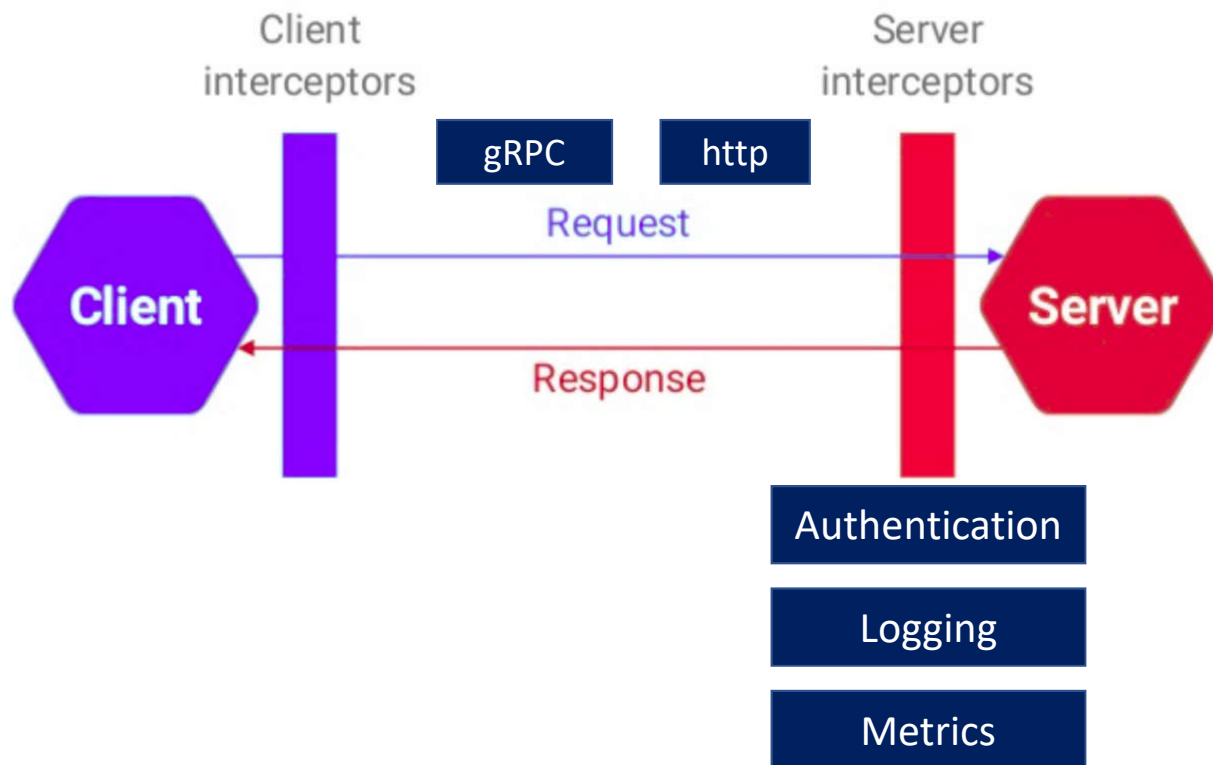 Client
interceptors
Server
interceptors
gRPC
http
Request
Client
Server
Response
Authentication
Logging
Metrics